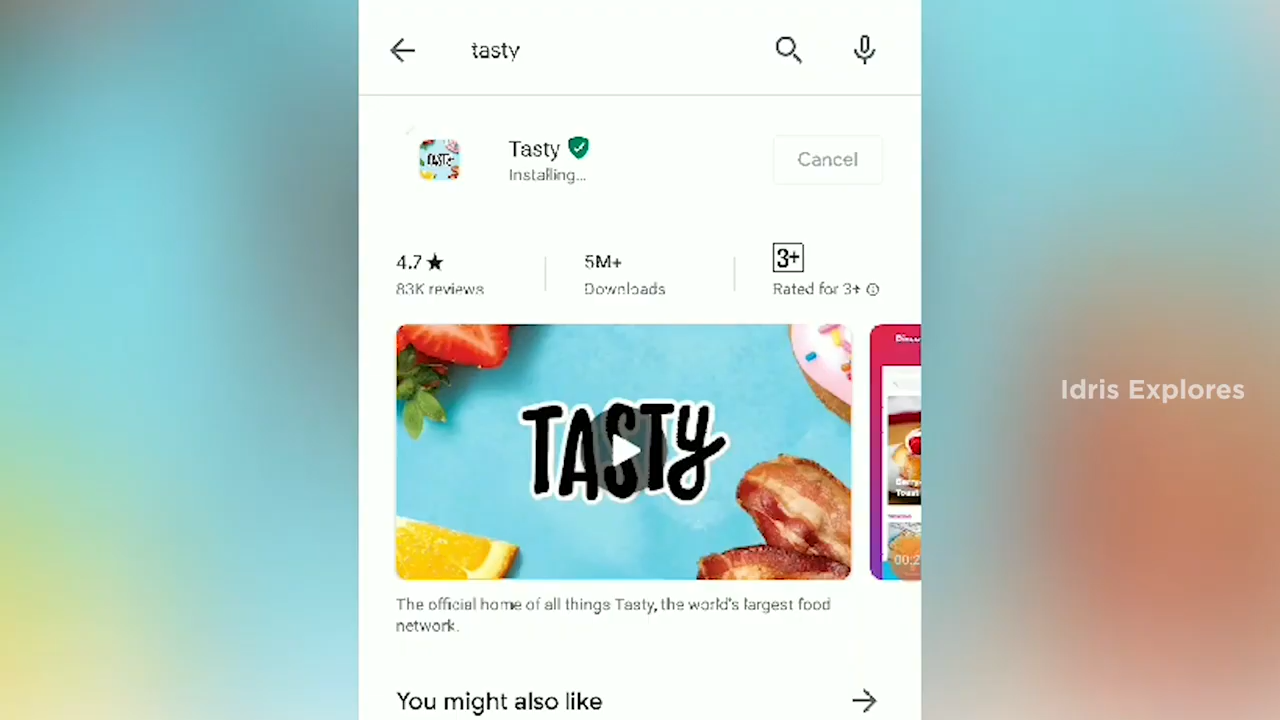 tasty
TASTY
Tasty
Installing...
Cancel
4.7★
83K reviews
5M+
Downloads
3+
Rated for 3+
TASTY
Idris Explores
The official home of all things Tasty, the world's largest food
network.
You might also like